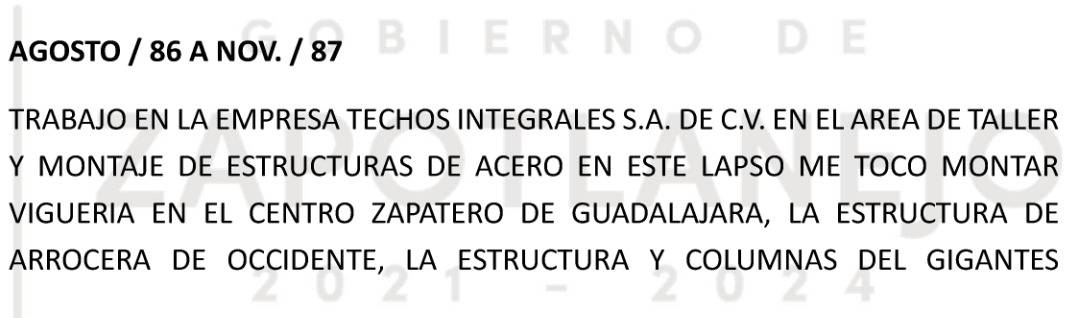 GOBIERNO DE
AGOSTO / 86 A NOV. / 87
ZAPOTLANEJO
TRABAJO EN LA EMPRESA TECHOS INTEGRALES S.A. DE C.V. EN EL AREA DE TALLER
Y MONTAJE DE ESTRUCTURAS DE ACERO EN ESTE LAPSO ME TOCO MONTAR
VIGUERIA EN EL CENTRO ZAPATERO DE GUADALAJARA, LA ESTRUCTURA DE
ARROCERA DE OCCIDENTE, LA ESTRUCTURA Y COLUMNAS DEL GIGANTES
2021 - 2024